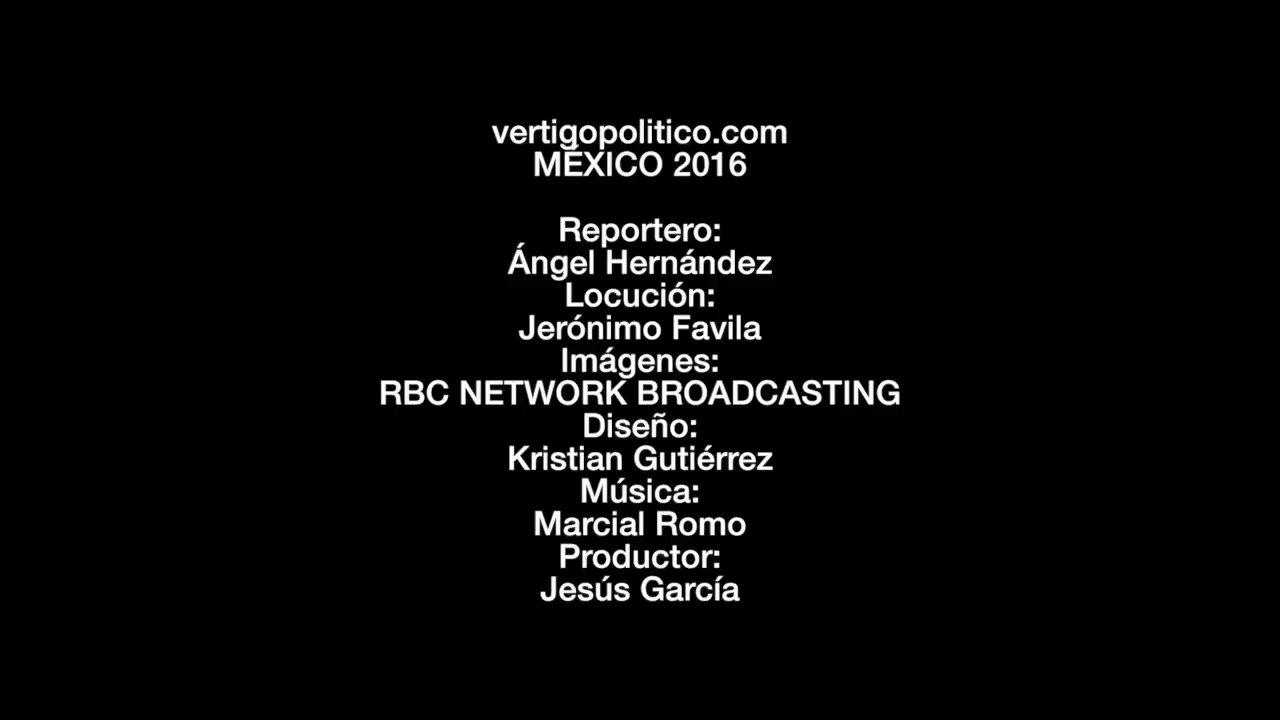 vertigopolitico.com
MÉXICO 2016
Reportero:
Ángel Hernández
Locución:
Jerónimo Favila
Imágenes:
RBC NETWORK BROADCASTING
Diseño:
Kristian Gutiérrez
Música:
Marcial Romo
Productor:
Jesús García